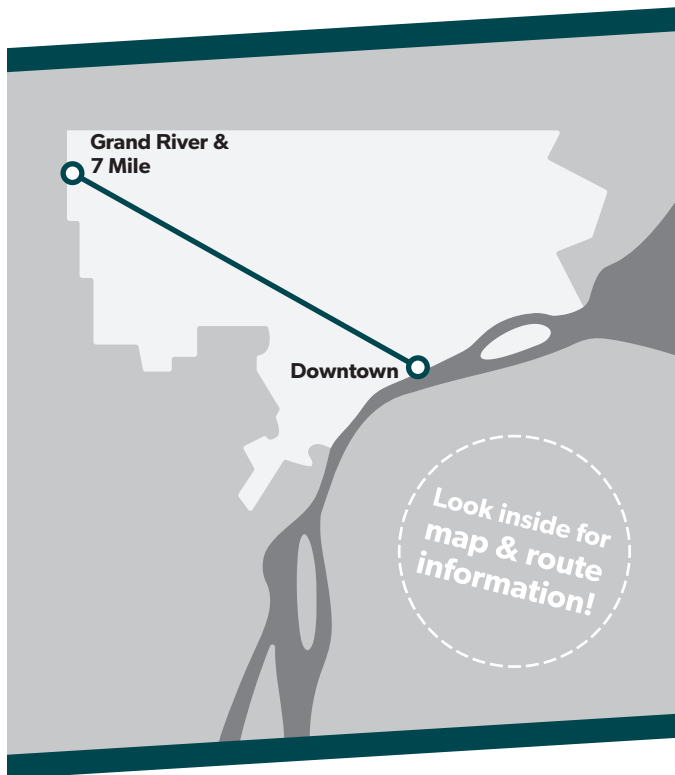 Grand River &
7 Mile
Downtown
Look inside for
map & route
information!